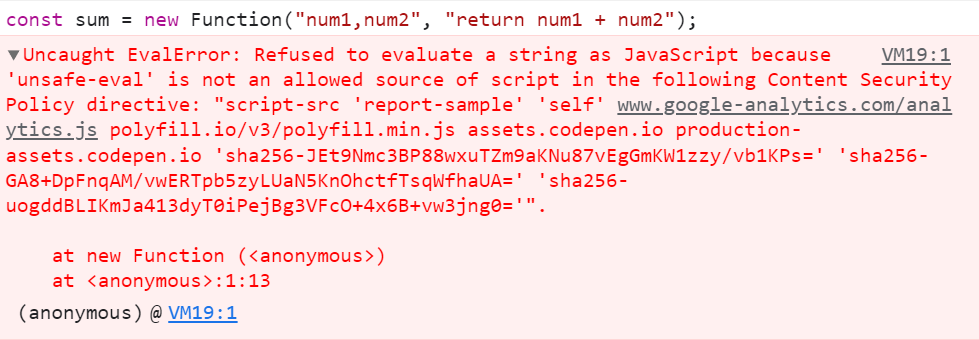 const sum = new Function("num1,num2", "return num1 + num2");
▼Uncaught EvalError: Refused to evaluate a string as JavaScript because VM19:1
'unsafe-eval' is not an allowed source of script in the following Content Security
Policy directive: "script-src 'report-sample' 'self' www.google-analytics.com/anal
ytics.js polyfill.io/v3/polyfill.min.js assets.codepen.io production-
assets.codepen.io 'sha256-JEt9Nmc3BP88wxuTZm9aKNu87vEgGmKW1zzy/vb1KPs=' 'sha256-
GA8+DpFnqAM/vwERTpb5zyLUaN5KnOhctfTsqWfhaUA=' 'sha256-
uogddBLIKmJa413dyT0iPejBg3VFcO+4x6B+vw3jng0='".
at new Function (<anonymous>)
at <anonymous>:1:13
(anonymous) @ VM19:1